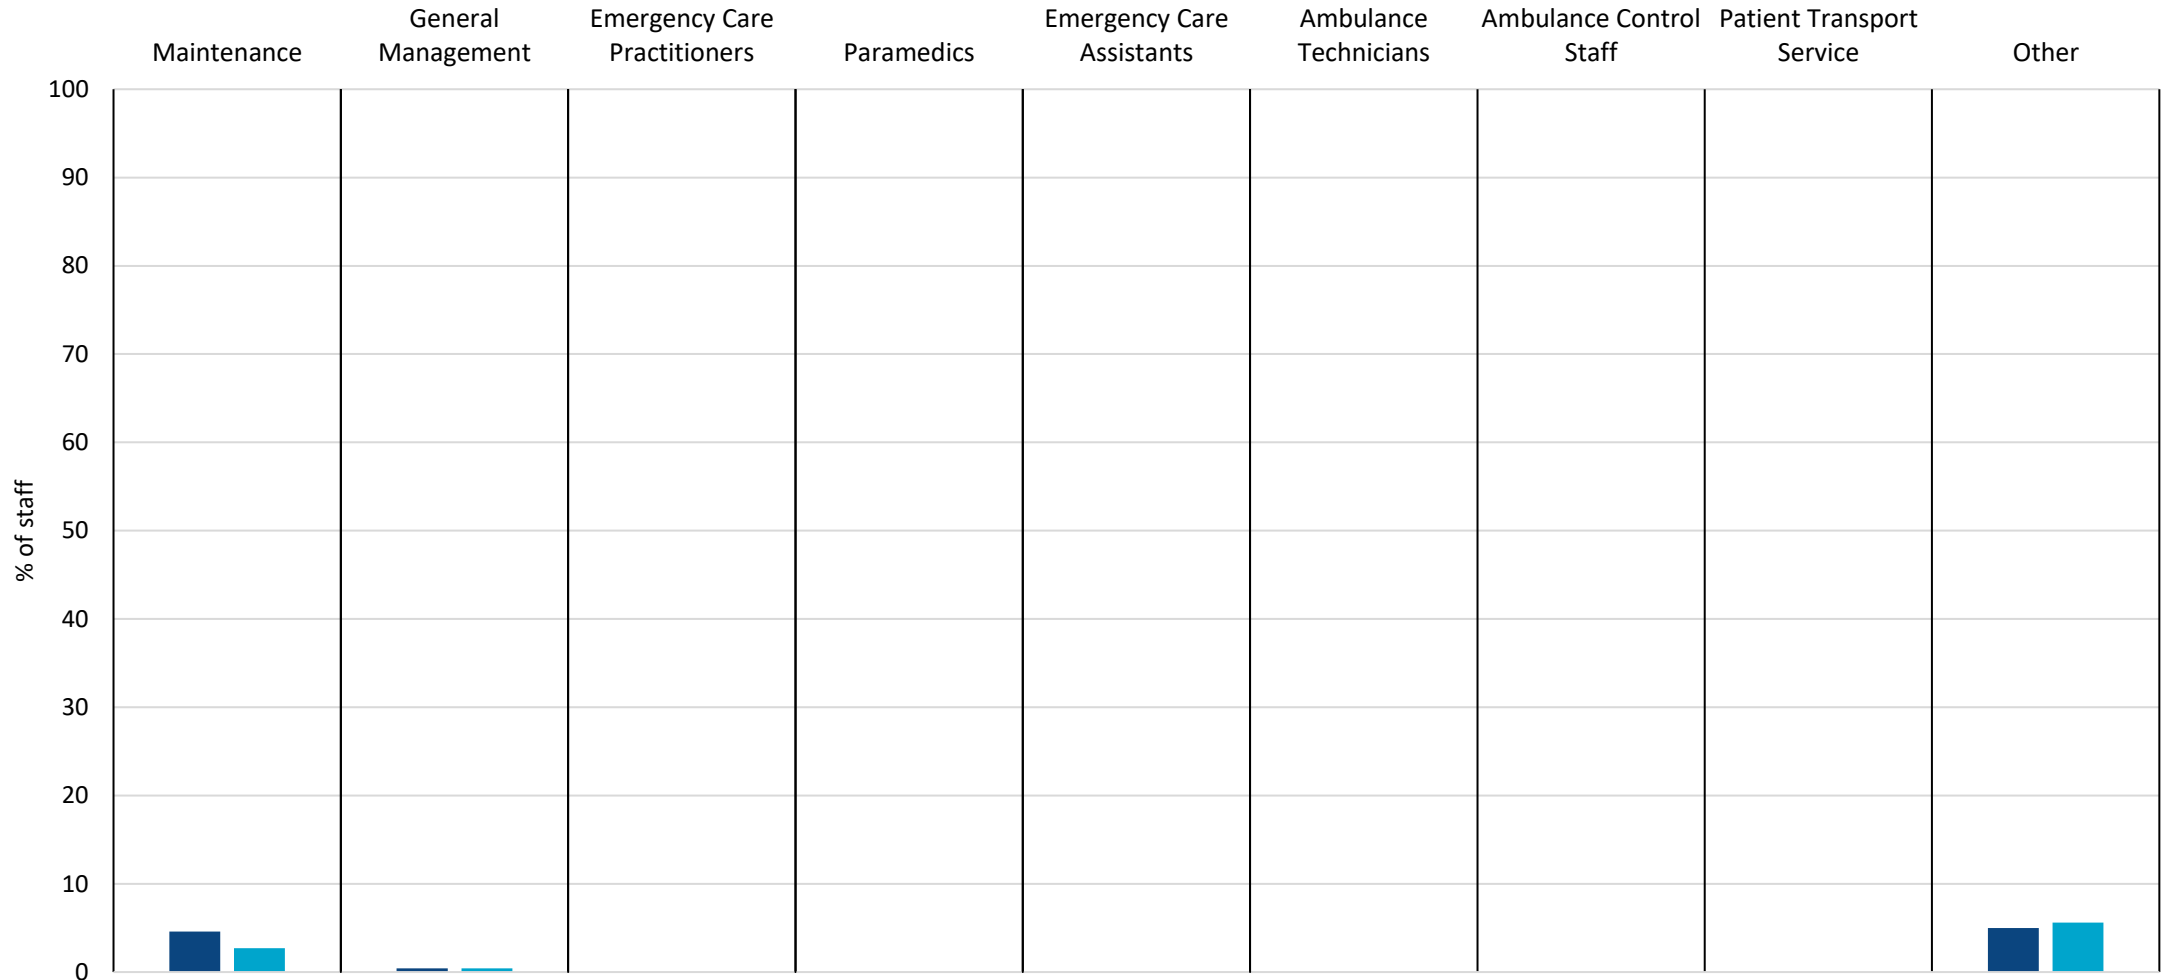 Maintenance
General
Management
Emergency Care
Practitioners
Paramedics
Emergency Care
Assistants
Ambulance
Technicians
Ambulance Control
Staff
Patient Transport
Service
Other
100
90
80
70
60
50
40
30
20
10
0
% of staff